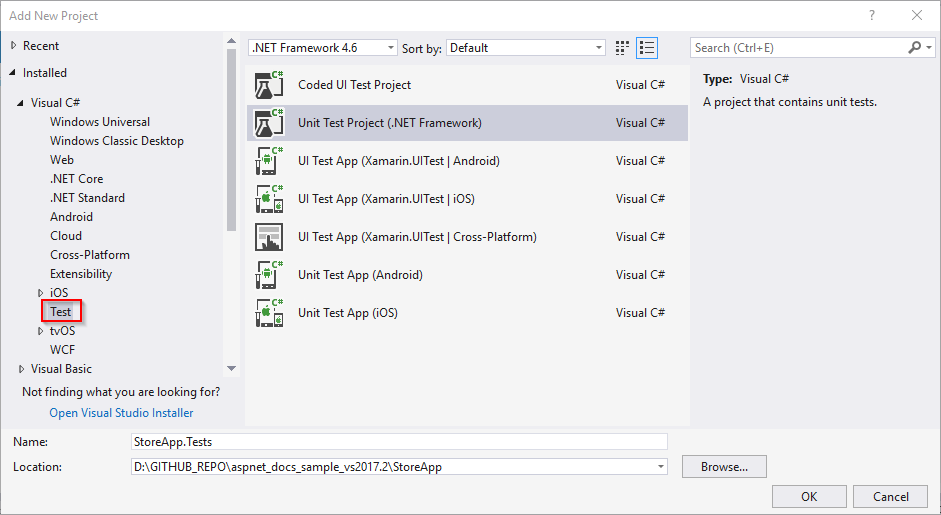 Add New Project
? 
Recent
Installed
Visual C#
Windows Universal
Windows Classic Desktop
Web
.NET Core
.NET Standard
Android
Cloud
Cross-Platform
Extensibility
iOS
Test
tvOS
WCF
Visual Basic
Not finding what you are looking for?
Open Visual Studio Installer
.NET Framework 4.6 Sort by: Default
C# Coded UI Test Project Visual C#
C# Unit Test Project (.NET Framework) Visual C#
C# UI Test App (Xamarin.UITest | Android) Visual C#
C# UI Test App (Xamarin.UITest | iOS) Visual C#
UI Test App (Xamarin.UITest | Cross-Platform) Visual C#
C# Unit Test App (Android) Visual C#
C# Unit Test App (iOS) Visual C#
Search (Ctrl+E)
Type: Visual C#
A project that contains unit tests.
Name: StoreApp.Tests
Location: D:\GITHUB_REPO\aspnet_docs_sample_vs2017.2\StoreApp Browse...
OK Cancel